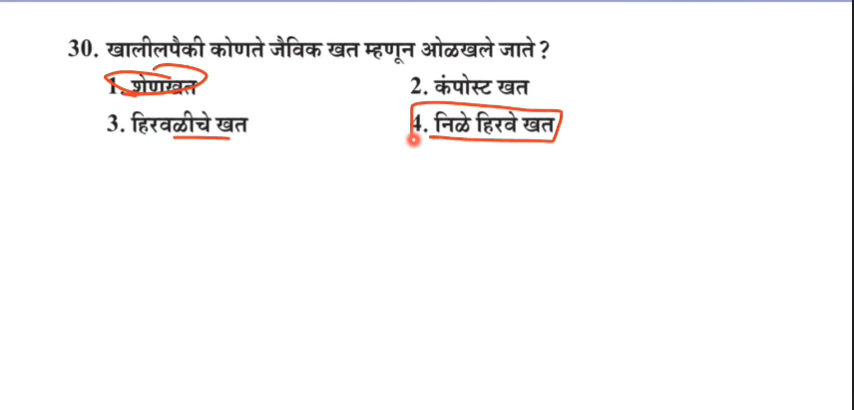 30. खालीलपैकी कोणते जैविक खत म्हणून ओळखले जाते ?
1. शेणखत 2. कंपोस्ट खत
3. हिरवळीचे खत 4. निळे हिरवे खत